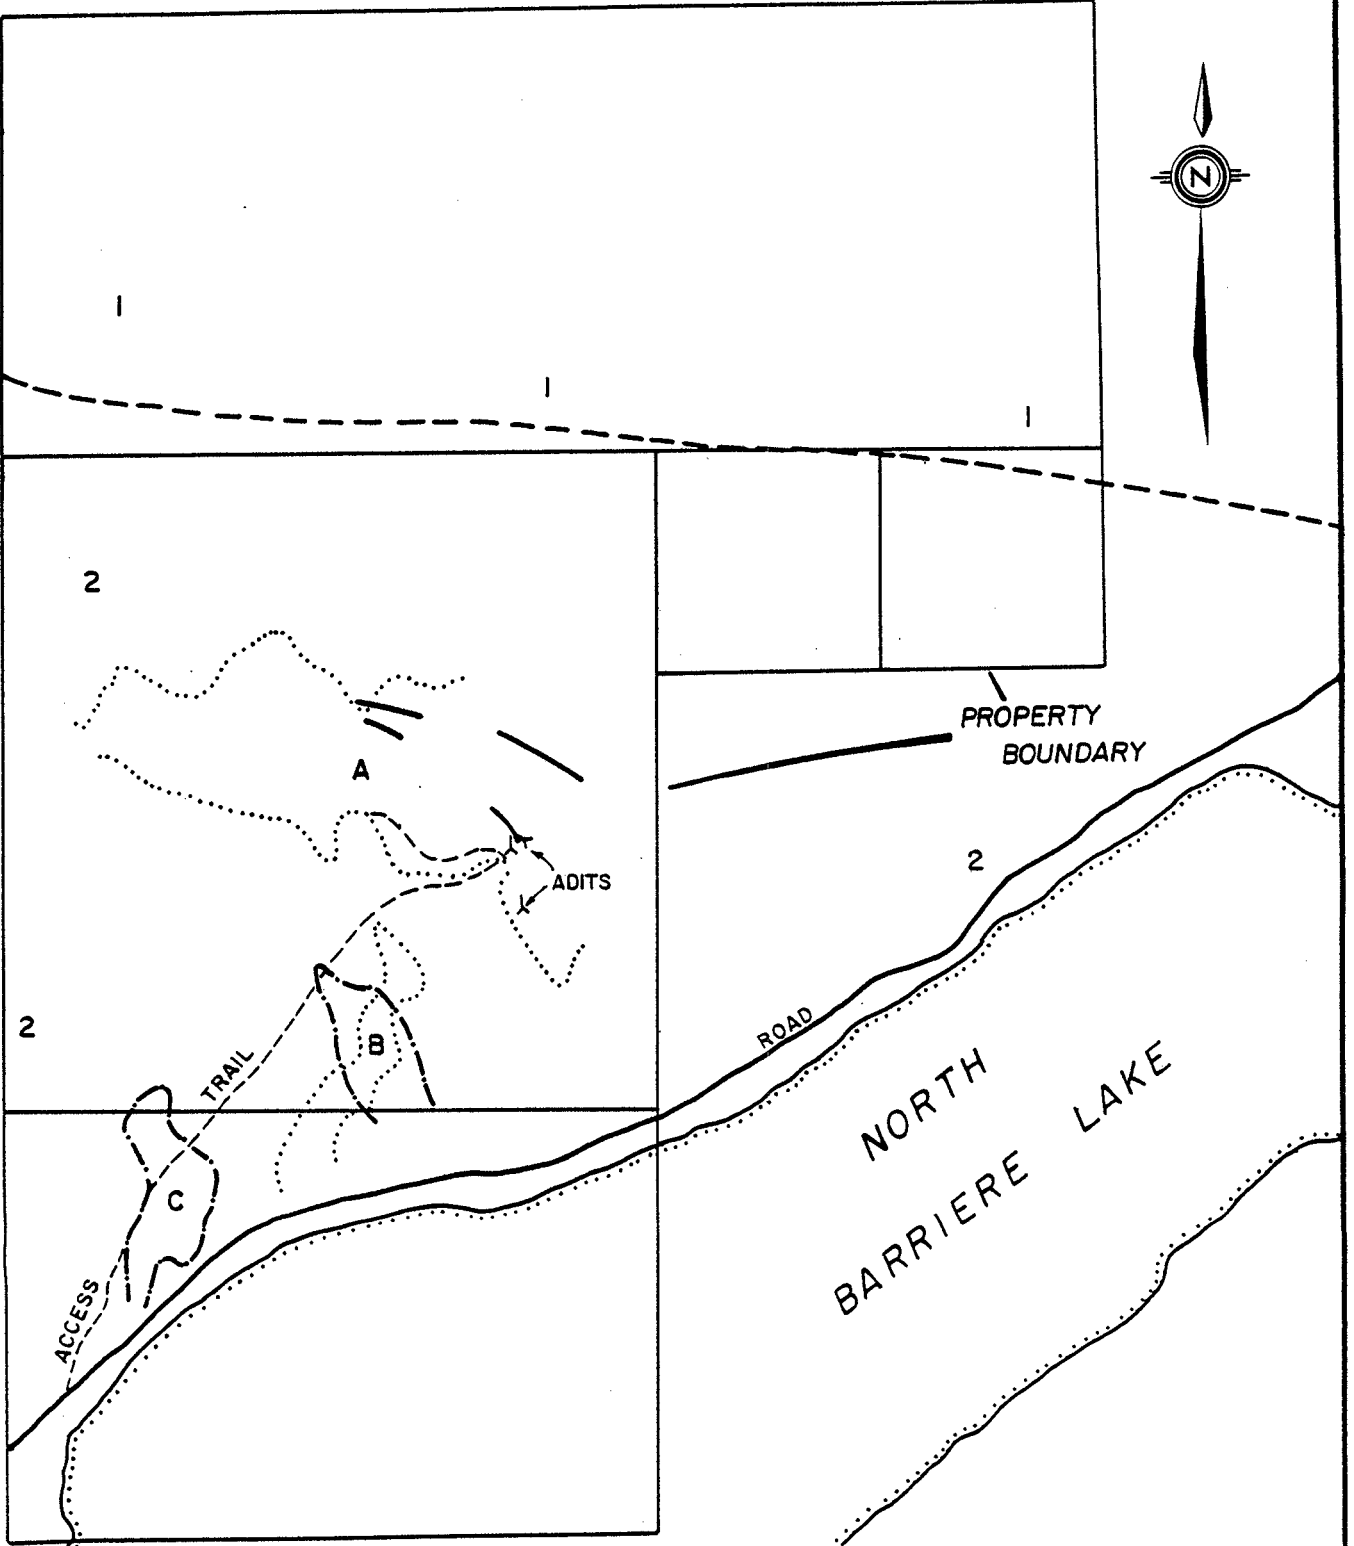 N
1
1
1
2
PROPERTY
BOUNDARY
A
2
ADITS
ROAD
2
B
TRAIL
NORTH
BARRIERE LAKE
C
ACCESS